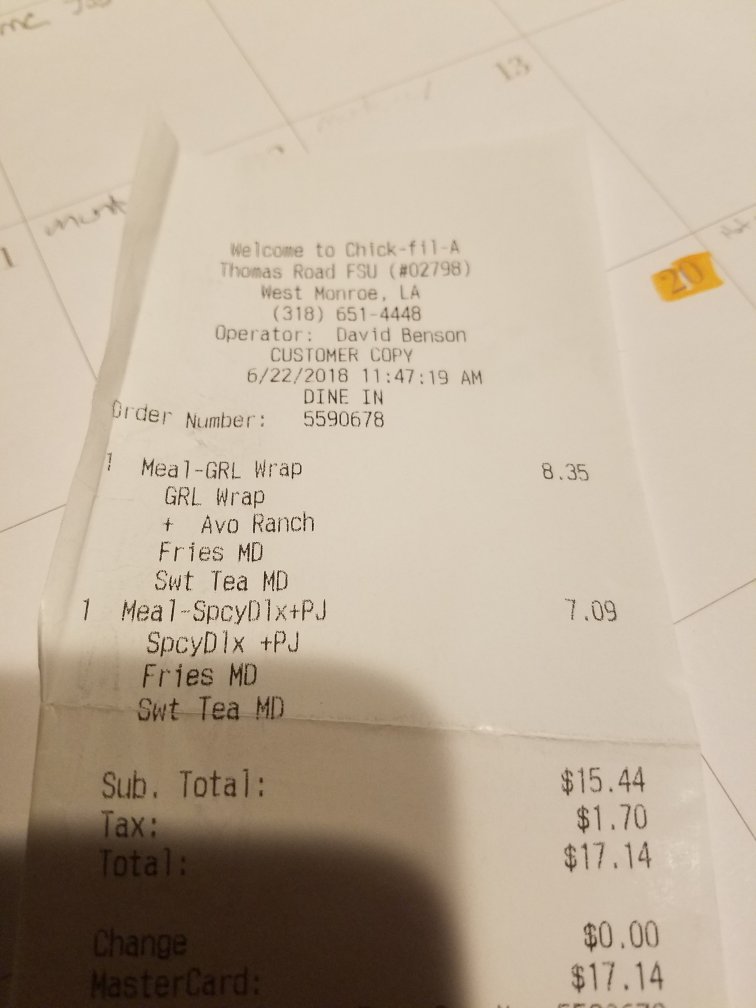 13
1
20
Welcome to Chick-fil-A
Thomas Road FSU (#02798)
West Monroe, LA
(318) 651-4448
Operator: David Benson
CUSTOMER COPY
6/22/2018 11:47:19 AM
DINE IN
Order Number: 5590678
1 Meal-GRL Wrap 8.35
GRL Wrap
+ Avo Ranch
Fries MD
Swt Tea MD
1 Meal-SpcyDlx+PJ 7.09
SpcyDlx +PJ
Fries MD
Swt Tea MD
Sub. Total: $15.44
Tax: $1.70
Total: $17.14
Change $0.00
MasterCard: $17.14